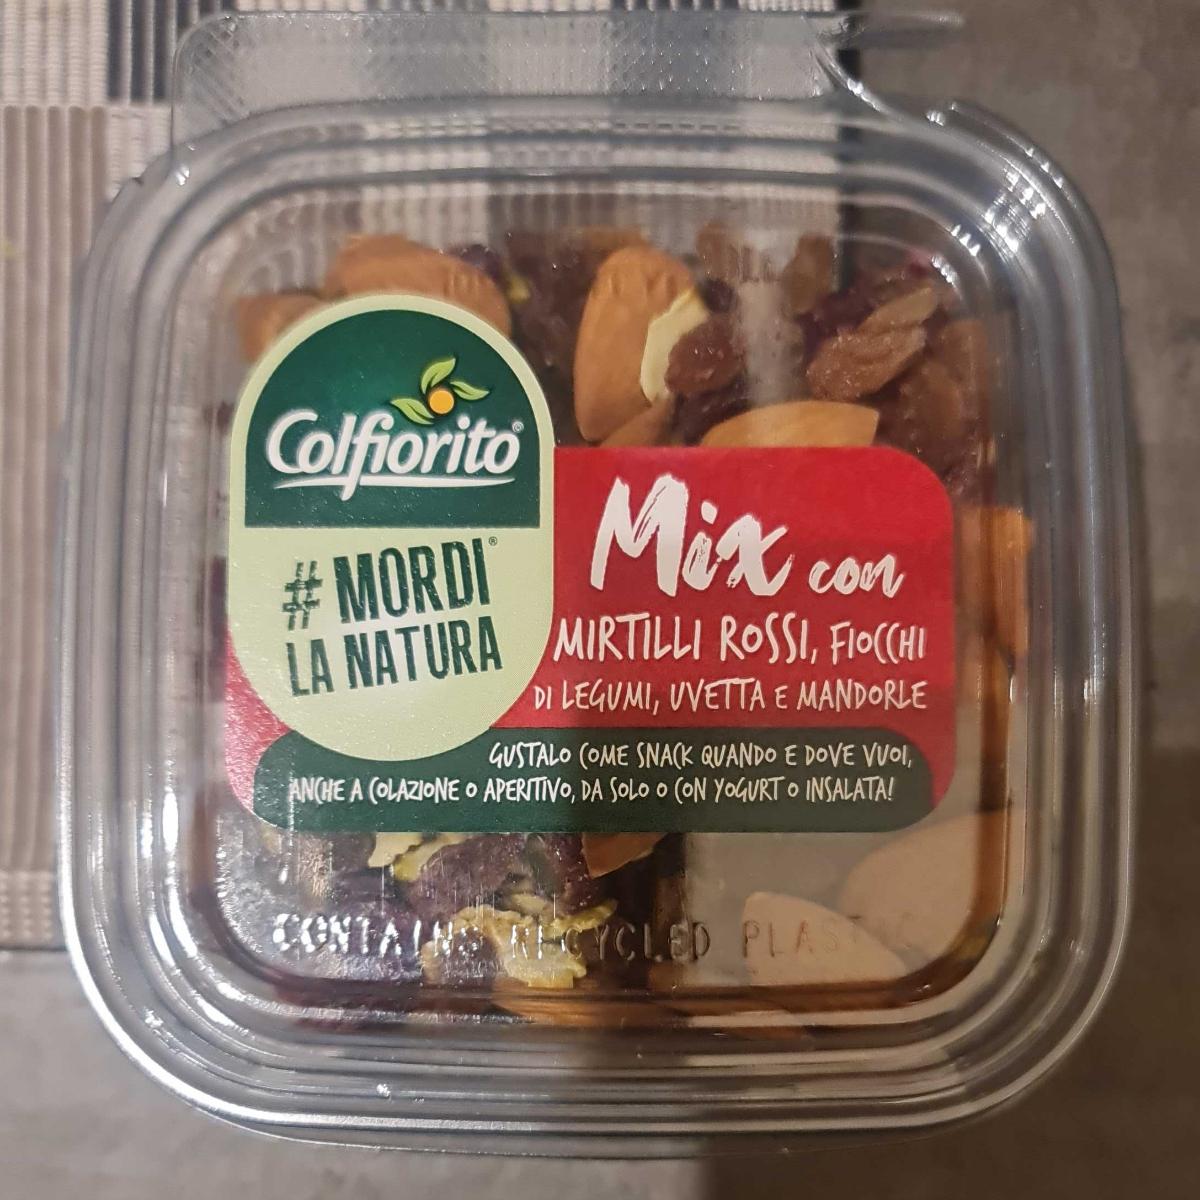 Colfiorito
# MORDI®
LA NATURA
Mix con
MIRTILLI ROSSI, FIOCCHI
DI LEGUMI, UVETTA E MANDORLE
GUSTALO COME SNACK QUANDO E DOVE VUOI,
ANCHE A COLAZIONE O APERITIVO, DA SOLO O CON YOGURT O INSALATA!
CONTAINS RECYCLED PLASTIC